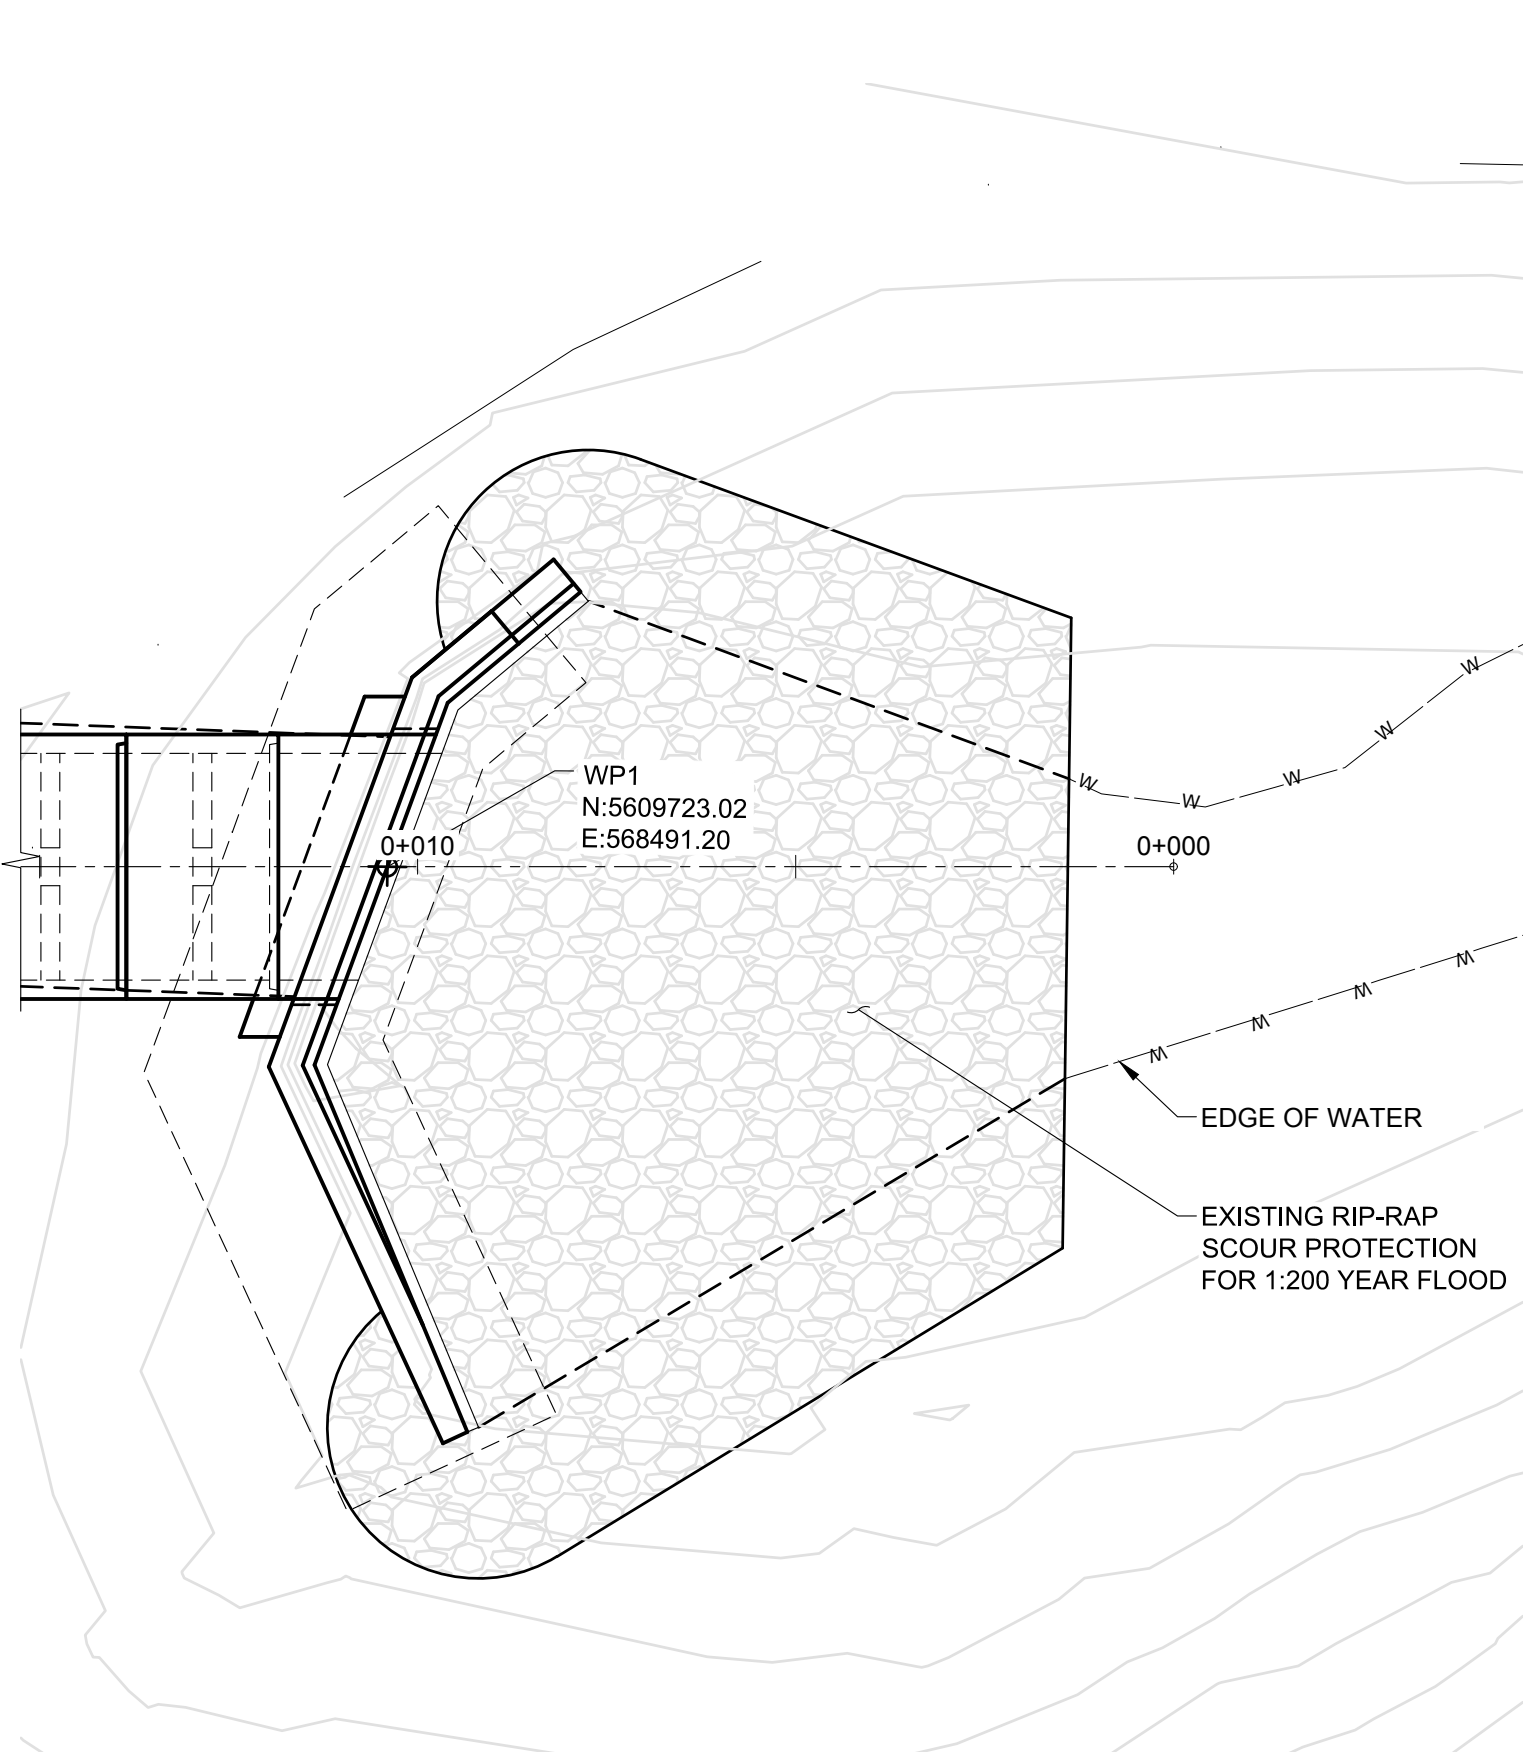 WP1
N:5609723.02
E:568491.20
0+010
0+000
W
W
W
W
W
W
W
W
W
W
EDGE OF WATER
EXISTING RIP-RAP
SCOUR PROTECTION
FOR 1:200 YEAR FLOOD